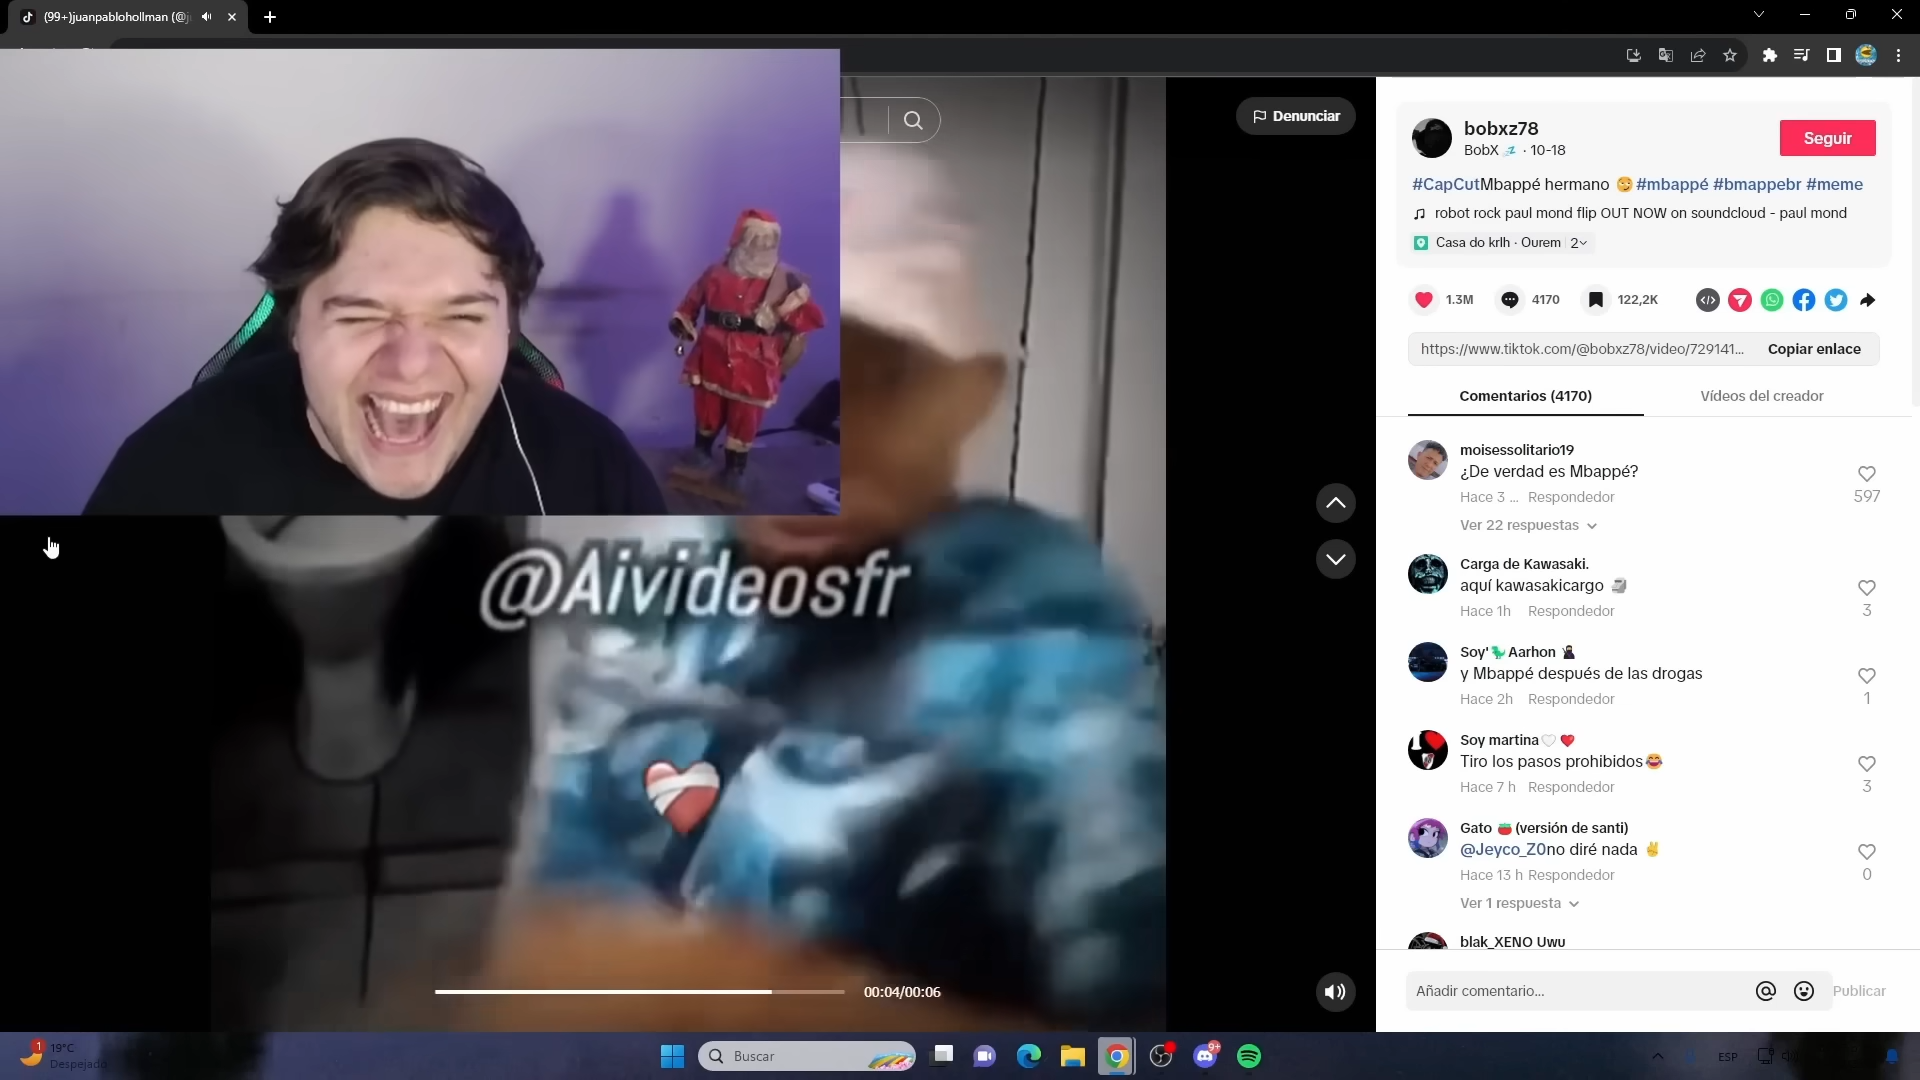 (99+)juanpablohollman (@j
Denunciar
@Aivideosfr
00:04/00:06
bobxz78
BobX · 10-18
Seguir
#CapCutMbappé hermano 😳#mbappé #bmappebr #meme
robot rock paul mond flip OUT NOW on soundcloud - paul mond
Casa do krlh · Ourem 2
1.3M 4170 122,2K
https://www.tiktok.com/@bobxz78/video/729141... Copiar enlace
Comentarios (4170) Vídeos del creador
moisessolitario19
¿De verdad es Mbappé?
Hace 3 ... Respondedor
597
Ver 22 respuestas
Carga de Kawasaki.
aquí kawasakicargo 🗿
Hace 1h Respondedor
3
Soy'🦖Aarhon 🥷
y Mbappé después de las drogas
Hace 2h Respondedor
1
Soy martina🤍❤️
Tiro los pasos prohibidos😂
Hace 7 h Respondedor
3
Gato 🍅(versión de santi)
@Jeyco_Z0no diré nada ✌️
Hace 13 h Respondedor
0
Ver 1 respuesta
blak_XENO Uwu
Añadir comentario... Publicar
1
19°C
Despejado
Buscar
9+
ESP